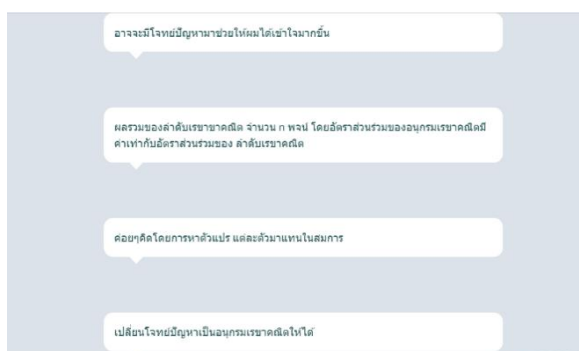 อาจจะมีโจทย์ปัญหามาช่วยให้ผมได้เข้าใจมากขึ้น
ผลรวมของลำดับเรขาขาคณิต จำนวน n พจน์ โดยอัตราส่วนร่วมของอนุกรมเรขาคณิตมี
ค่าเท่ากับอัตราส่วนร่วมของ ลำดับเรขาคณิต
ค่อยๆคิดโดยการหาตัวแปร แต่ละตัวมาแทนในสมการ
เปลี่ยนโจทย์ปัญหาเป็นอนุกรมเรขาคณิตให้ได้